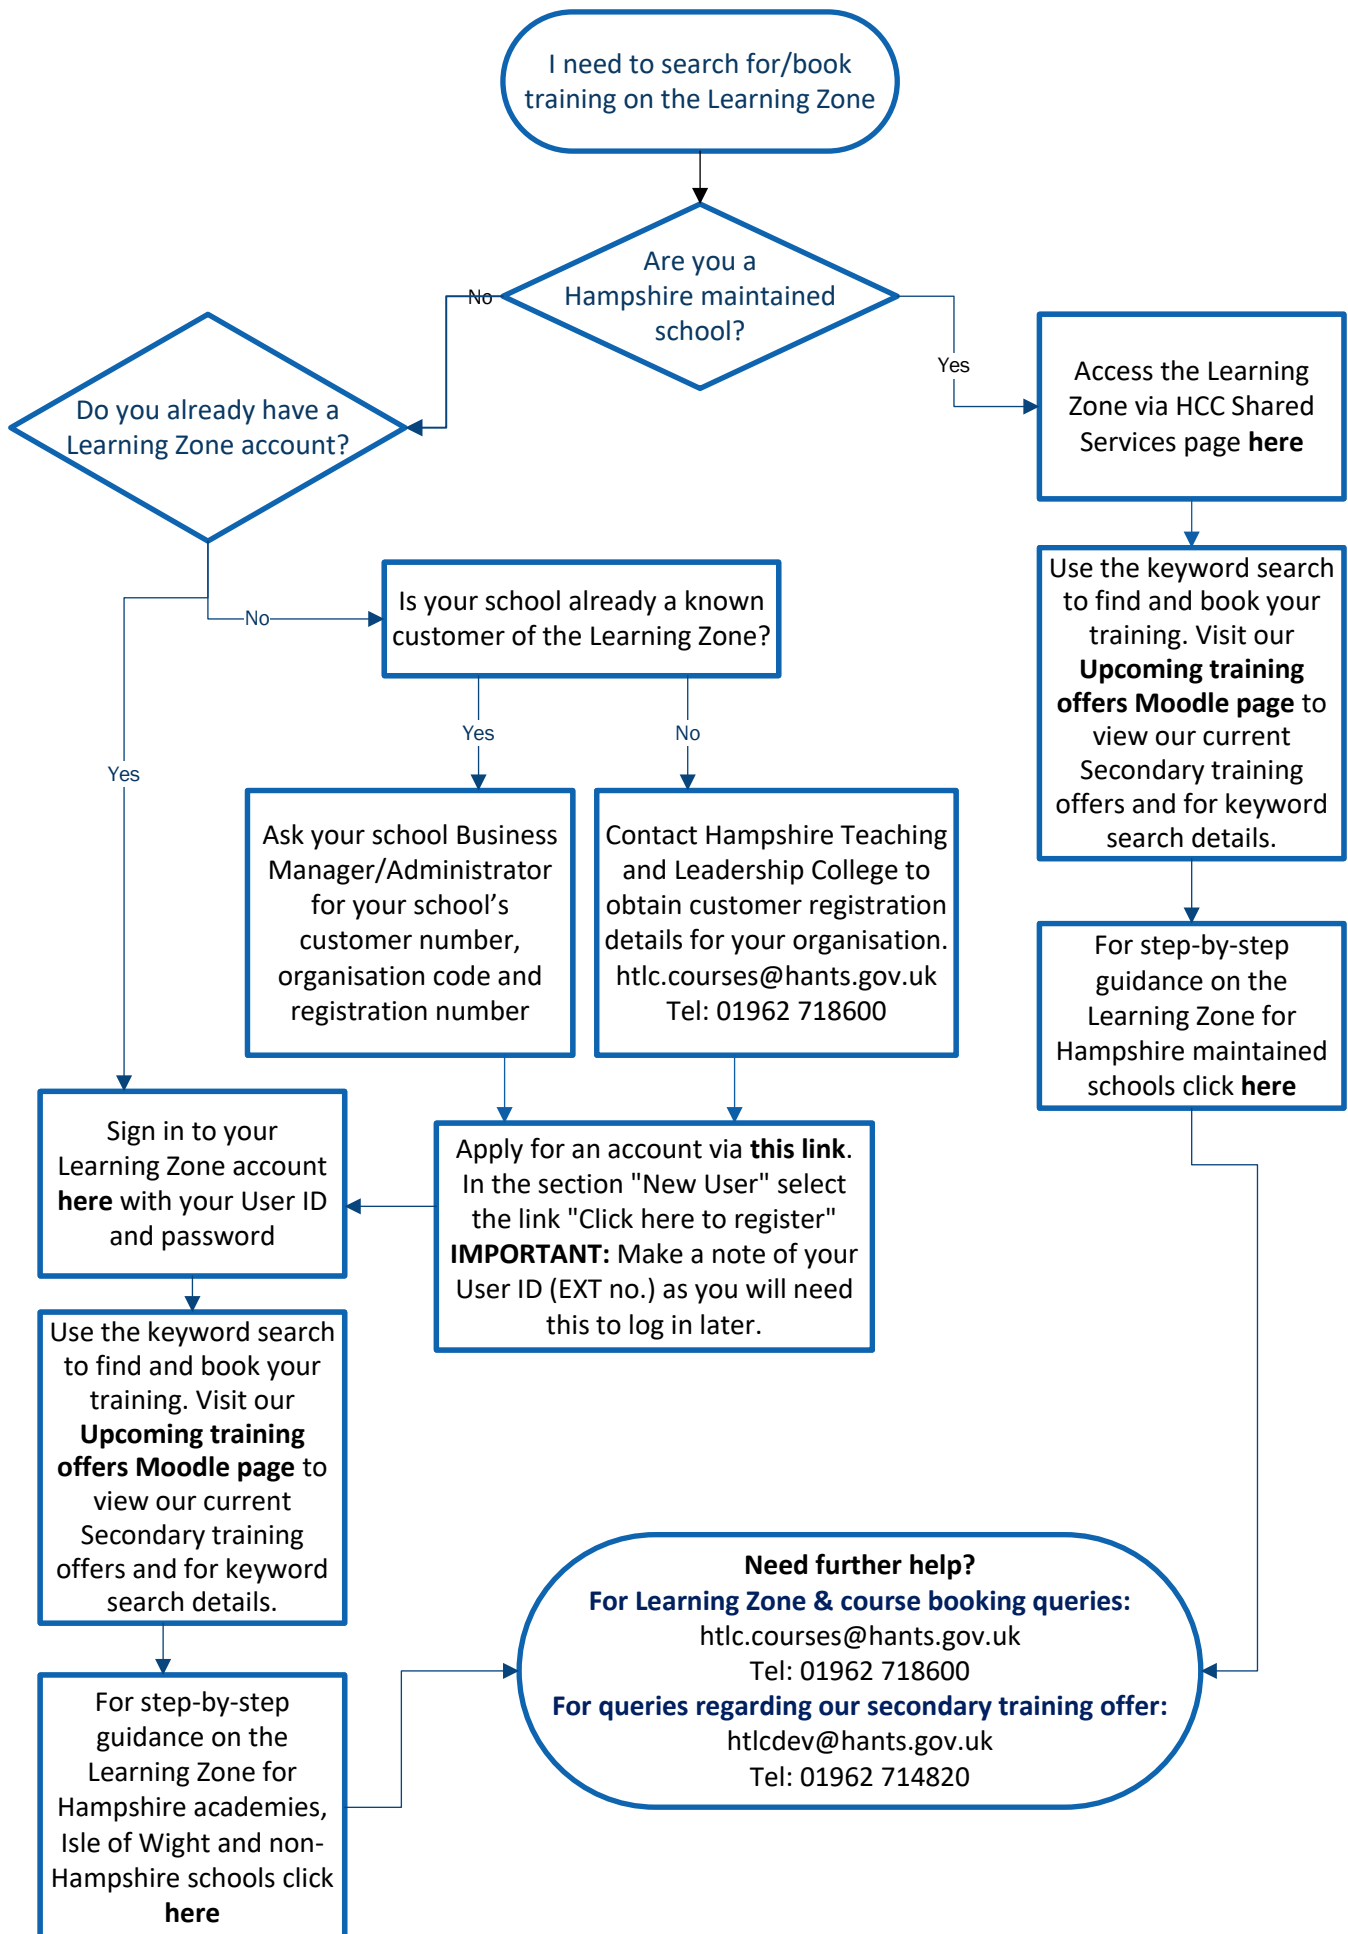 I need to search for/book
training on the Learning Zone
Are you a
Hampshire maintained
school?
No
Yes
Do you already have a
Learning Zone account?
Access the Learning
Zone via HCC Shared
Services page here
Use the keyword search
to find and book your
training. Visit our
Upcoming training
offers Moodle page to
view our current
Secondary training
offers and for keyword
search details.
For step-by-step
guidance on the
Learning Zone for
Hampshire maintained
schools click here
No
Is your school already a known
customer of the Learning Zone?
Yes
Yes
No
Ask your school Business
Manager/Administrator
for your school’s
customer number,
organisation code and
registration number
Contact Hampshire Teaching
and Leadership College to
obtain customer registration
details for your organisation.
htlc.courses@hants.gov.uk
Tel: 01962 718600
Sign in to your
Learning Zone account
here with your User ID
and password
Apply for an account via this link.
In the section "New User" select
the link "Click here to register"
IMPORTANT: Make a note of your
User ID (EXT no.) as you will need
this to log in later.
Use the keyword search
to find and book your
training. Visit our
Upcoming training
offers Moodle page to
view our current
Secondary training
offers and for keyword
search details.
For step-by-step
guidance on the
Learning Zone for
Hampshire academies,
Isle of Wight and non-
Hampshire schools click
here
Need further help?
For Learning Zone & course booking queries:
htlc.courses@hants.gov.uk
Tel: 01962 718600
For queries regarding our secondary training offer:
htlcdev@hants.gov.uk
Tel: 01962 714820